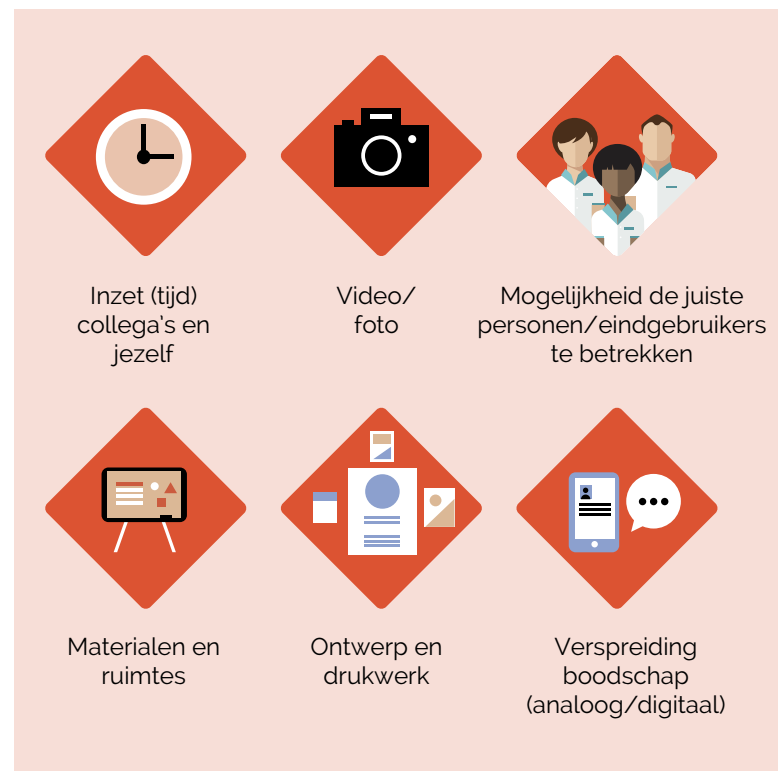 Inzet (tijd)
collega's en
jezelf
Video/
foto
Mogelijkheid de juiste
personen/eindgebruikers
te betrekken
Materialen en
ruimtes
Ontwerp en
drukwerk
Verspreiding
boodschap
(analoog/digitaal)